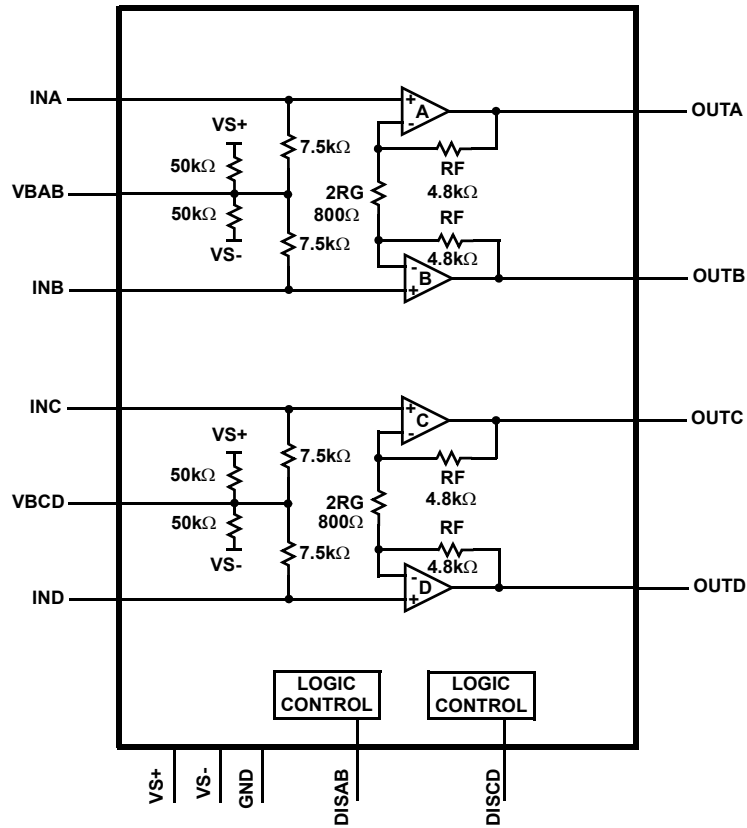 INA
OUTA
+
A
-
VS+
7.5kΩ
50kΩ
RF
4.8kΩ
VBAB
2RG
800Ω
50kΩ
RF
VS-
7.5kΩ
4.8kΩ
-
B
+
INB
OUTB
INC
OUTC
+
C
-
VS+
7.5kΩ
50kΩ
RF
4.8kΩ
VBCD
2RG
800Ω
50kΩ
RF
VS-
7.5kΩ
4.8kΩ
-
D
+
IND
OUTD
LOGIC
CONTROL
LOGIC
CONTROL
VS+
VS-
GND
DISAB
DISCD